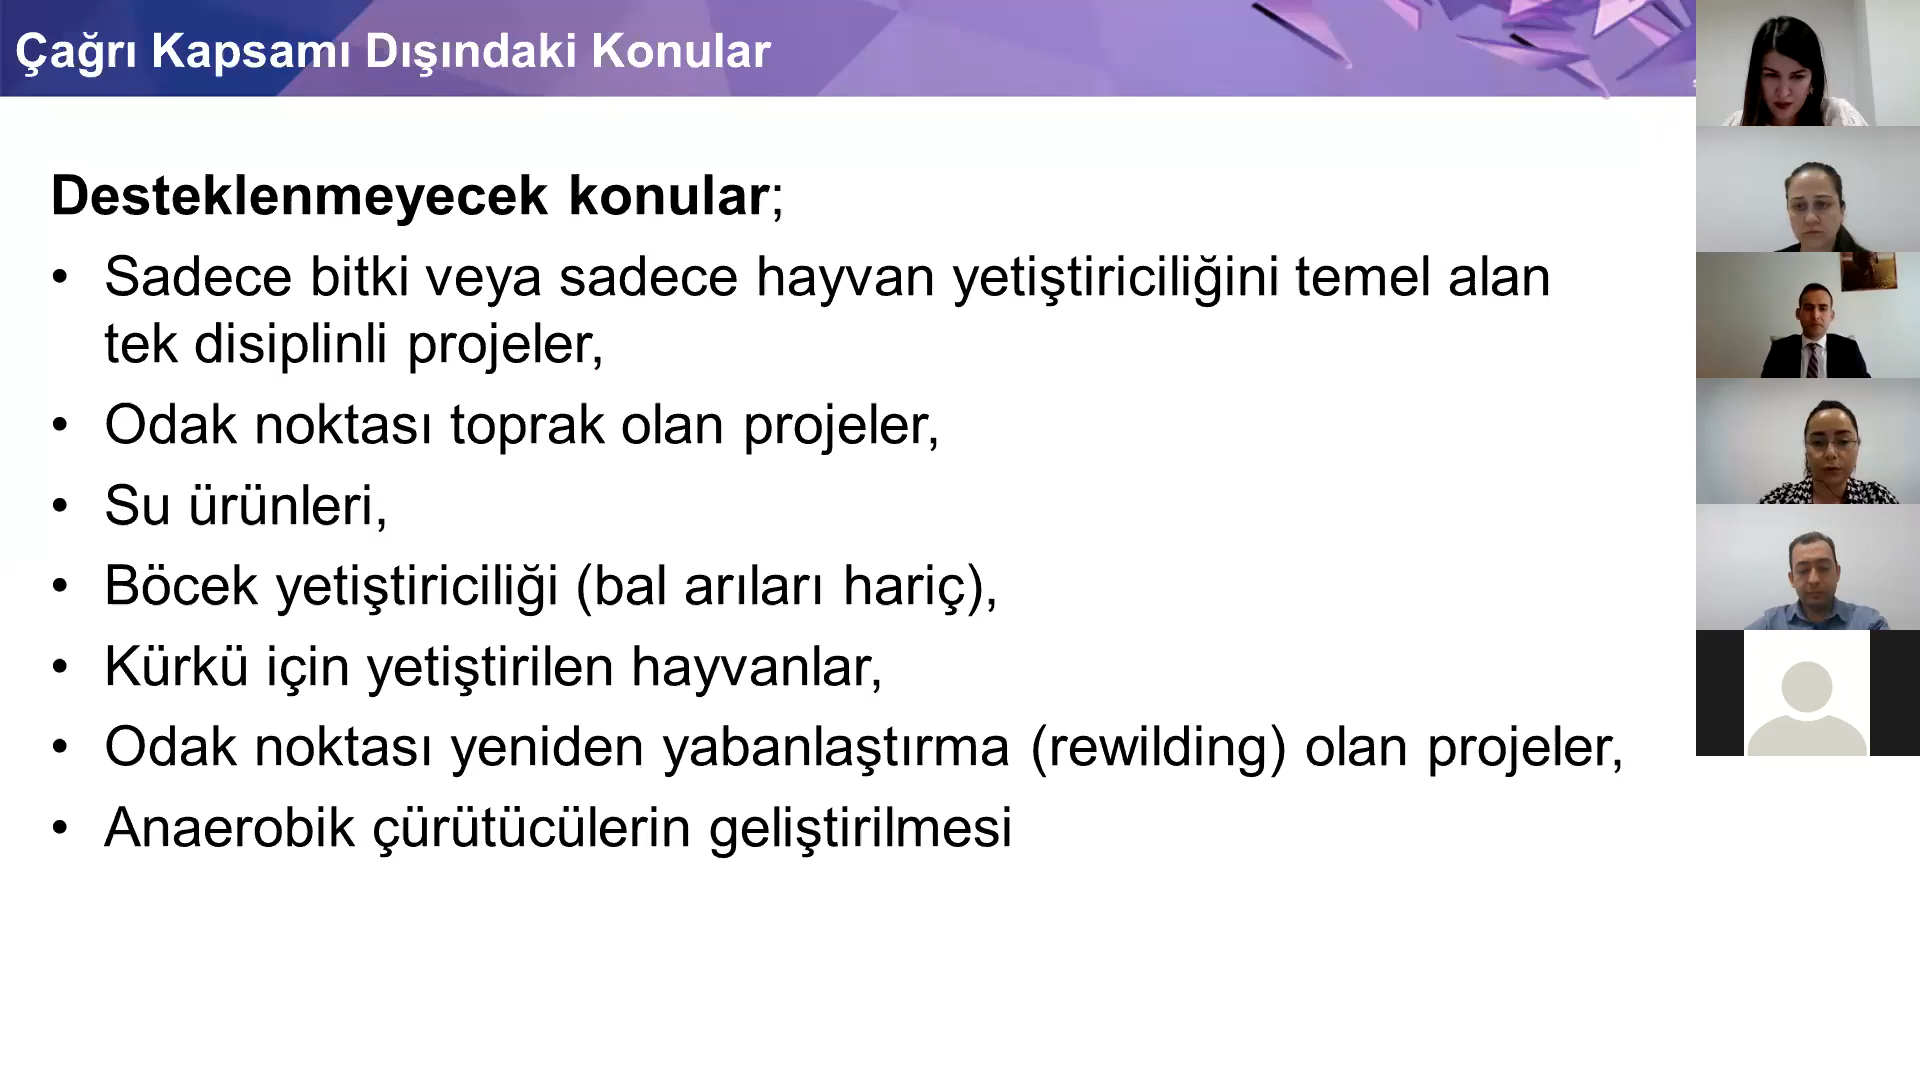 Çağrı Kapsamı Dışındaki Konular
Desteklenmeyecek konular;
• Sadece bitki veya sadece hayvan yetiştiriciliğini temel alan
tek disiplinli projeler,
• Odak noktası toprak olan projeler,
• Su ürünleri,
• Böcek yetiştiriciliği (bal arıları hariç),
• Kürkü için yetiştirilen hayvanlar,
• Odak noktası yeniden yabanlaştırma (rewilding) olan projeler,
• Anaerobik çürütücülerin geliştirilmesi